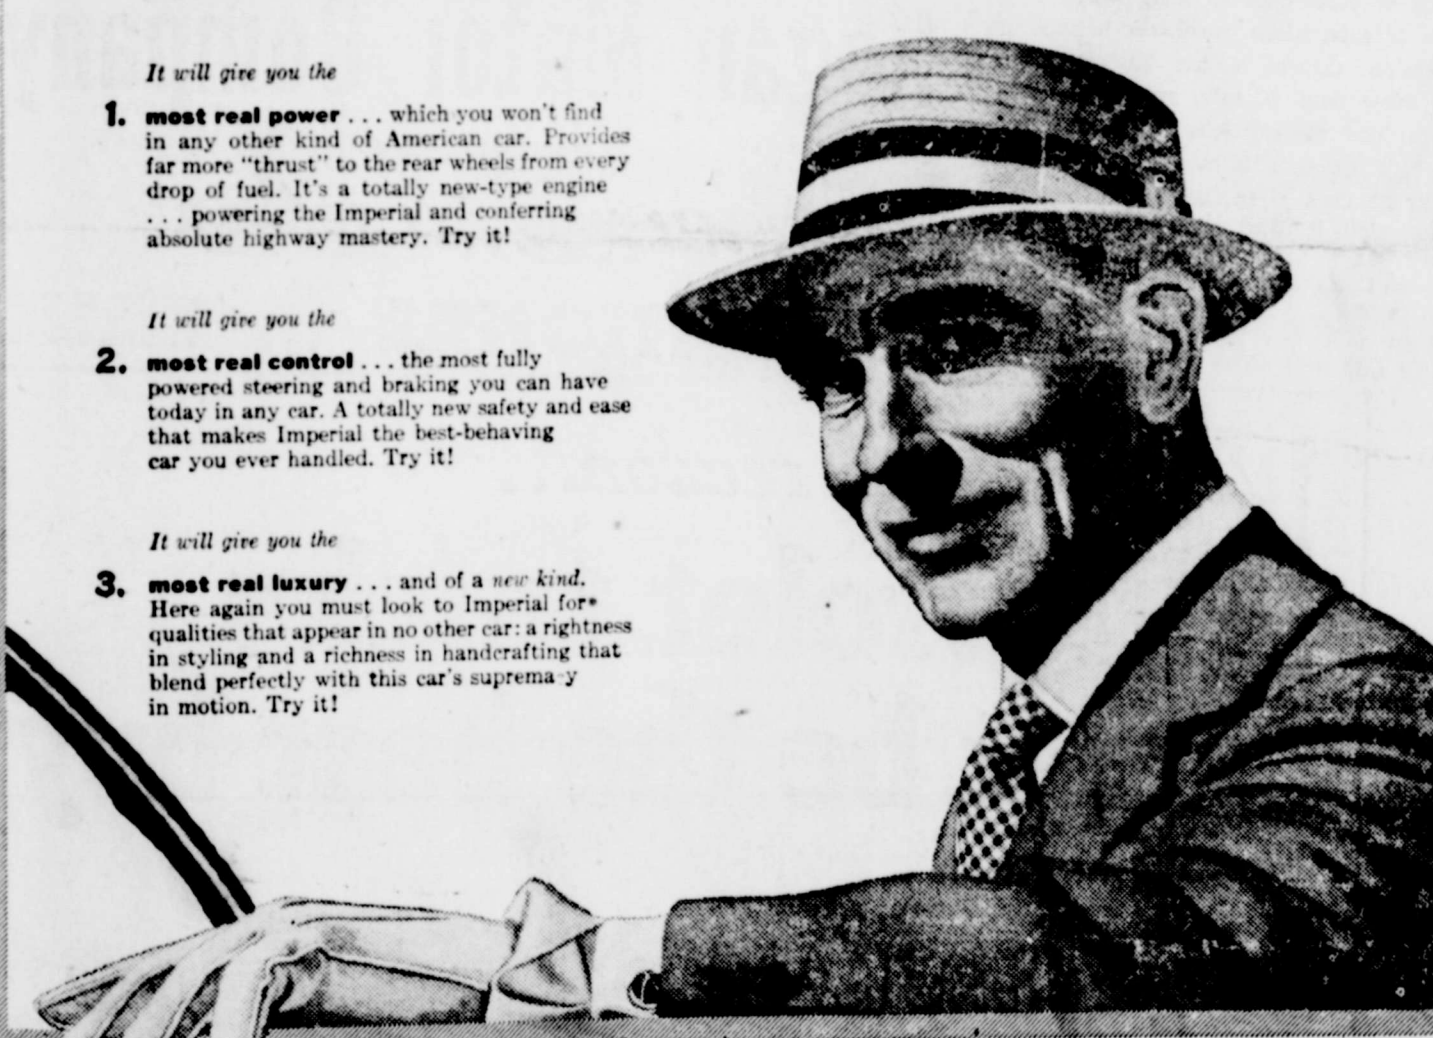 It will give you the
1. most real power . . . which you won't find
in any other kind of American car. Provides
far more "thrust" to the rear wheels from every
drop of fuel. It's a totally new-type engine
. . . powering the Imperial and conferring
absolute highway mastery. Try it!
It will give you the
2. most real control . . . the most fully
powered steering and braking you can have
today in any car. A totally new safety and ease
that makes Imperial the best-behaving
car you ever handled. Try it!
It will give you the
3. most real luxury . . . and of a new kind.
Here again you must look to Imperial for
qualities that appear in no other car: a rightness
in styling and a richness in handcrafting that
blend perfectly with this car's suprema y
in motion. Try it!